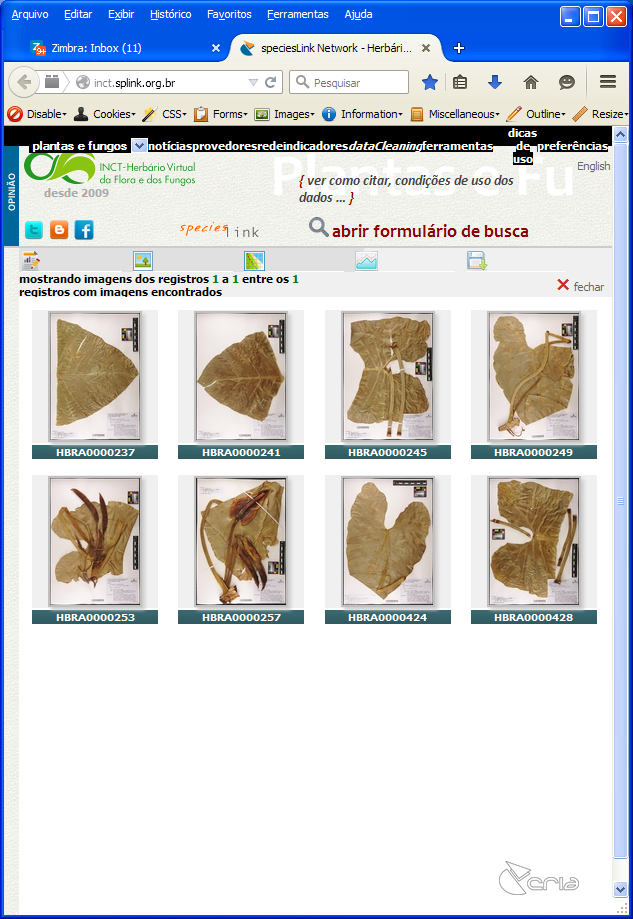 Arquivo Editar Exibir Histórico Favoritos Ferramentas Ajuda
Zimbra: Inbox (11) speciesLink Network - Herbári...
inct.splink.org.br Pesquisar
Disable Cookies CSS Forms Images Information Miscellaneous Outline Resize
plantas e fungos notícias provedores rede indicadores dataCleaning ferramentas dicas de uso preferências
OPINIÃO
English
INCT-Herbário Virtual
da Flora e dos Fungos
desde 2009
Plantas e Fu
{ ver como citar, condições de uso dos
dados ... }
species
link
abrir formulário de busca
mostrando imagens dos registros 1 a 1 entre os 1
registros com imagens encontrados
fechar
HBRA0000237 HBRA0000241 HBRA0000245 HBRA0000249
HBRA0000253 HBRA0000257 HBRA0000424 HBRA0000428
cria